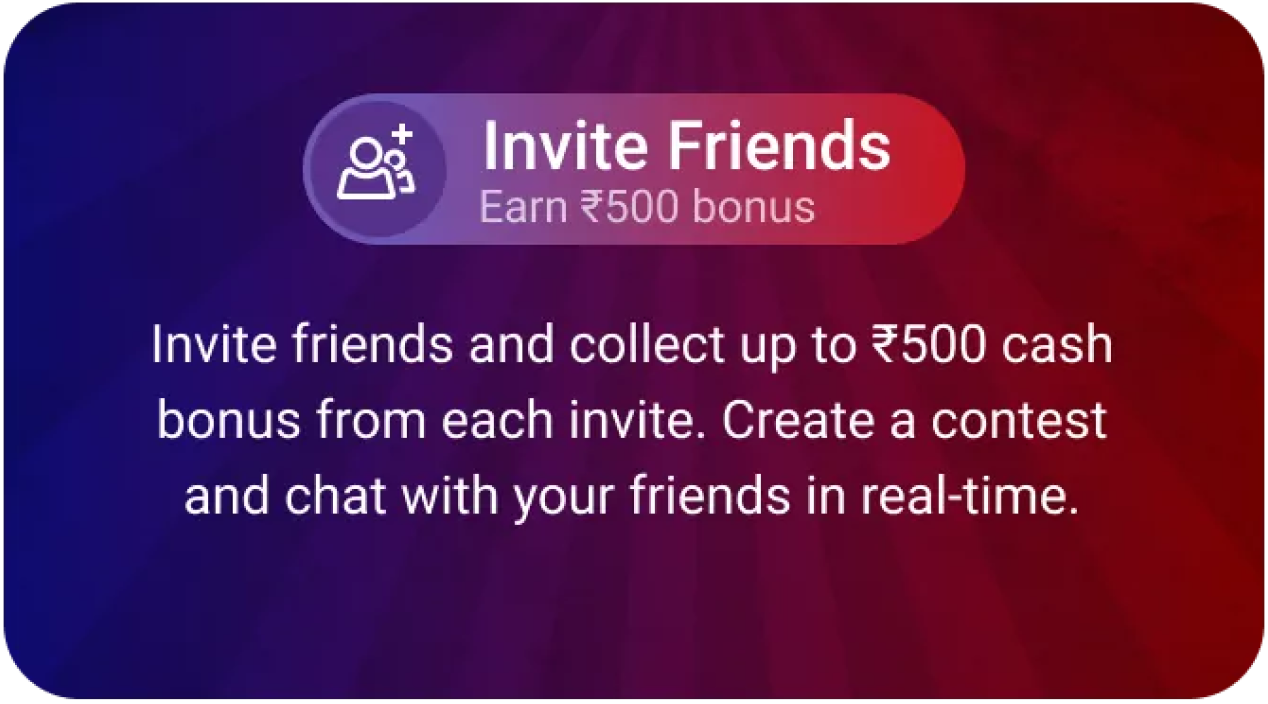 Invite Friends
Earn ₹500 bonus
Invite friends and collect up to ₹500 cash
bonus from each invite. Create a contest
and chat with your friends in real-time.